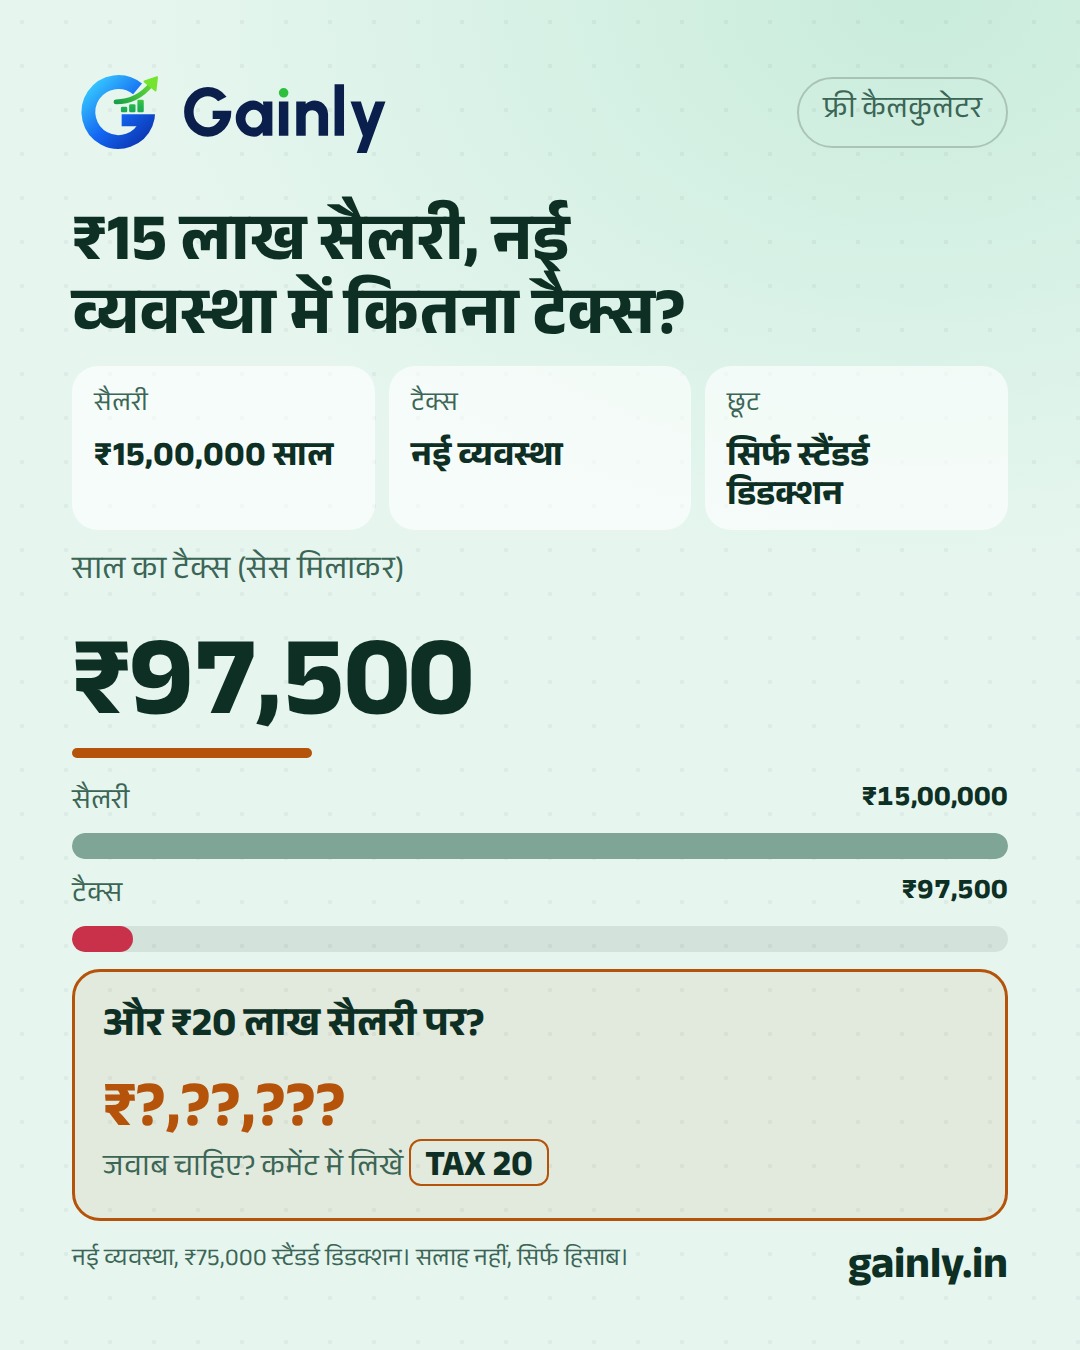 Gainly
फ्री कैलकुलेटर
₹15 लाख सैलरी, नई
व्यवस्था में कितना टैक्स?
सैलरी
₹15,00,000 साल
टैक्स
नई व्यवस्था
छूट
सिर्फ स्टैंडर्ड
डिडक्शन
साल का टैक्स (सेस मिलाकर)
₹97,500
सैलरी ₹15,00,000
टैक्स ₹97,500
और ₹20 लाख सैलरी पर?
₹?,??,???
जवाब चाहिए? कमेंट में लिखें TAX 20
नई व्यवस्था, ₹75,000 स्टैंडर्ड डिडक्शन। सलाह नहीं, सिर्फ हिसाब।
gainly.in